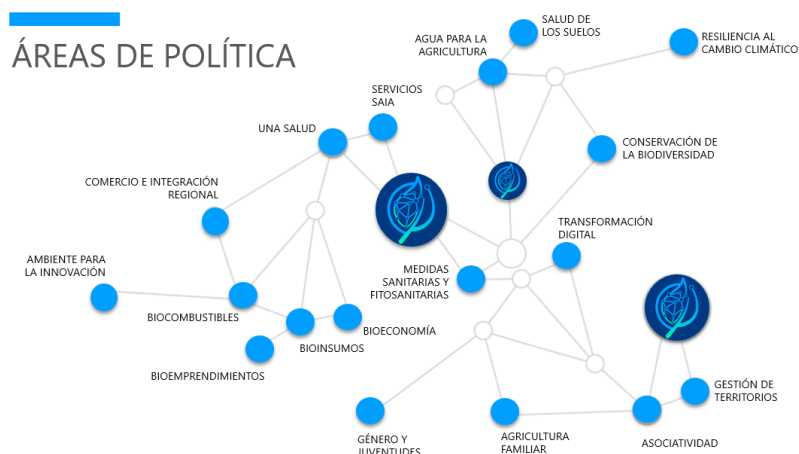 ÁREAS DE POLÍTICA
SALUD DE
LOS SUELOS
AGUA PARA LA
AGRICULTURA
RESILIENCIA AL
CAMBIO CLIMÁTICO
SERVICIOS
SAIA
UNA SALUD
CONSERVACIÓN DE
LA BIODIVERSIDAD
COMERCIO E INTEGRACIÓN
REGIONAL
TRANSFORMACIÓN
DIGITAL
AMBIENTE PARA
LA INNOVACIÓN
MEDIDAS
SANITARIAS Y
FITOSANITARIAS
BIOCOMBUSTIBLES
BIOECONOMÍA
BIOINSUMOS
BIOEMPRENDIMIENTOS
GESTIÓN DE
TERRITORIOS
GÉNERO Y
JUVENTUDES
AGRICULTURA
FAMILIAR
ASOCIATIVIDAD